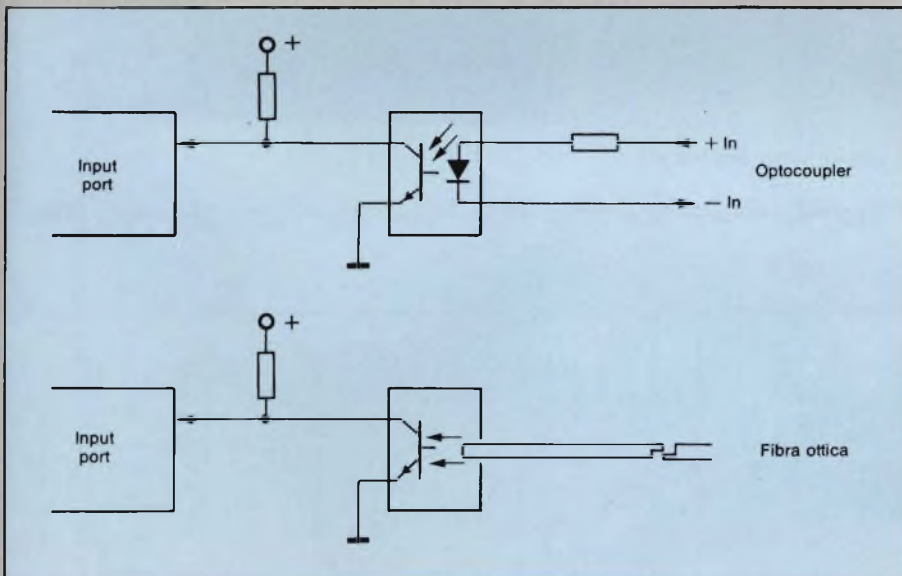 +
Input
port
+ In
Optocoupler
− In
+
Input
port
Fibra ottica